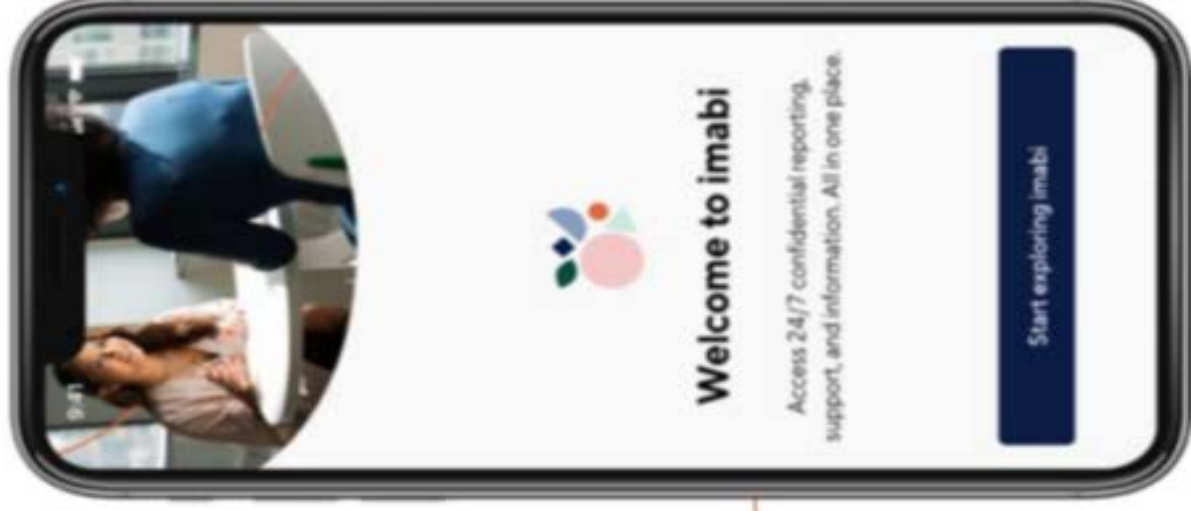 9:41
Welcome to imabi
Access 24/7 confidential reporting,
support, and information. All in one place.
Start exploring imabi